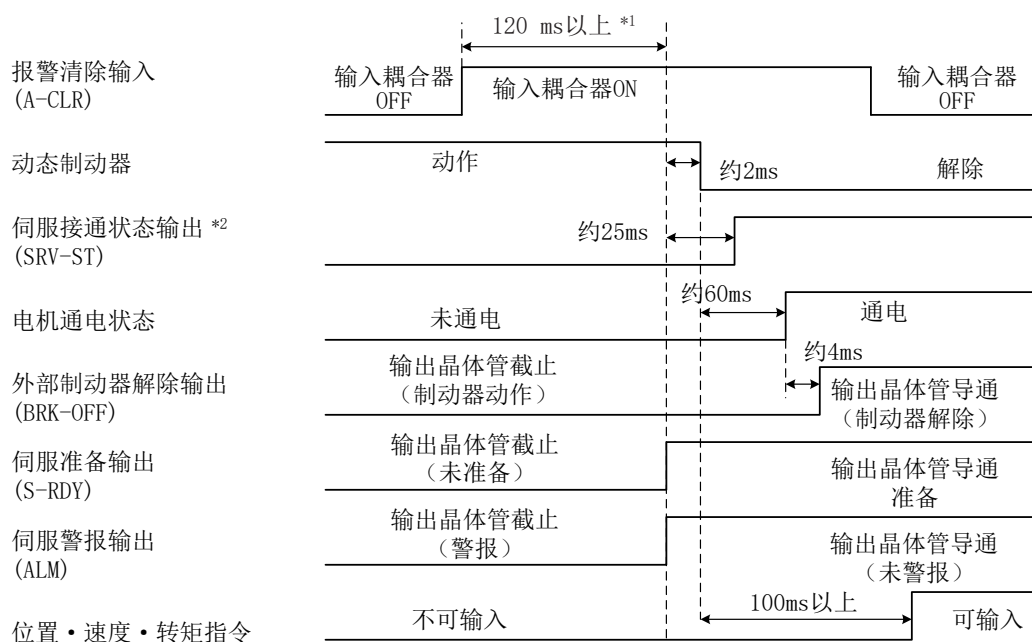 120 ms以上 *1
报警清除输入
(A-CLR)
输入耦合器
OFF
输入耦合器ON
输入耦合器
OFF
动态制动器
动作
约2ms
解除
伺服接通状态输出 *2
(SRV-ST)
约25ms
约60ms
电机通电状态
未通电
通电
约4ms
外部制动器解除输出
(BRK-OFF)
输出晶体管截止
（制动器动作）
输出晶体管导通
（制动器解除）
伺服准备输出
(S-RDY)
输出晶体管截止
（未准备）
输出晶体管导通
准备
伺服警报输出
(ALM)
输出晶体管截止
（警报）
输出晶体管导通
（未警报）
位置·速度·转矩指令
不可输入
100ms以上
可输入